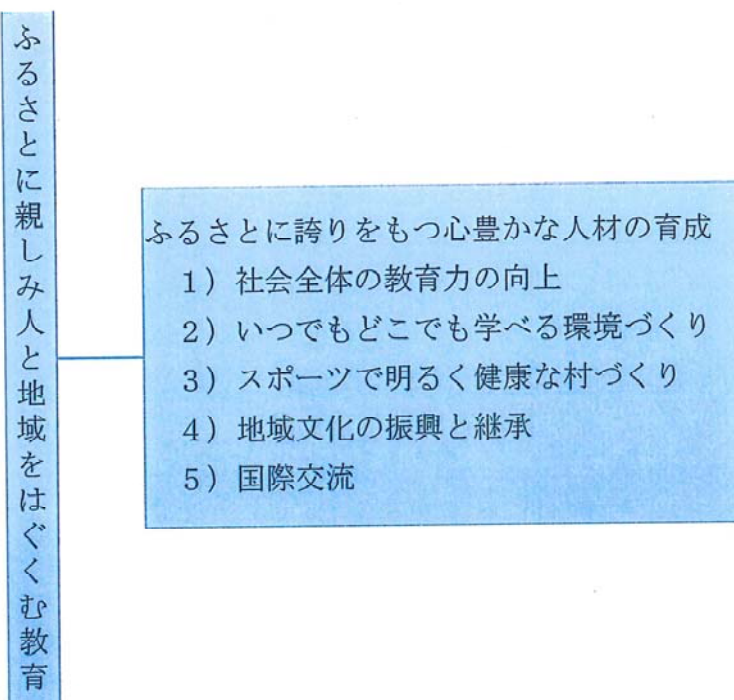 ふるさとに親しみ人と地域をはぐくむ教育
ふるさとに誇りをもつ心豊かな人材の育成
1）社会全体の教育力の向上
2）いつでもどこでも学べる環境づくり
3）スポーツで明るく健康な村づくり
4）地域文化の振興と継承
5）国際交流